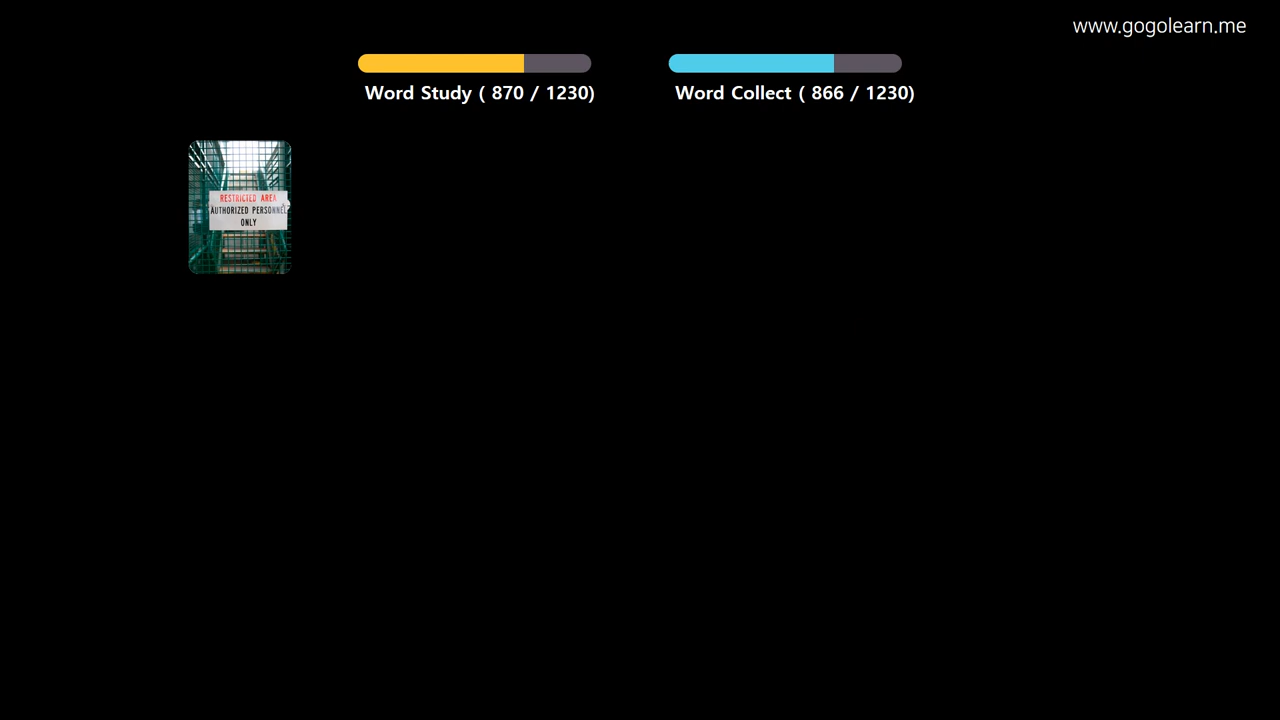 www.gogolearn.me
Word Study ( 870 / 1230)
Word Collect ( 866 / 1230)
RESTRICTED AREA
AUTHORIZED PERSONNEL
ONLY